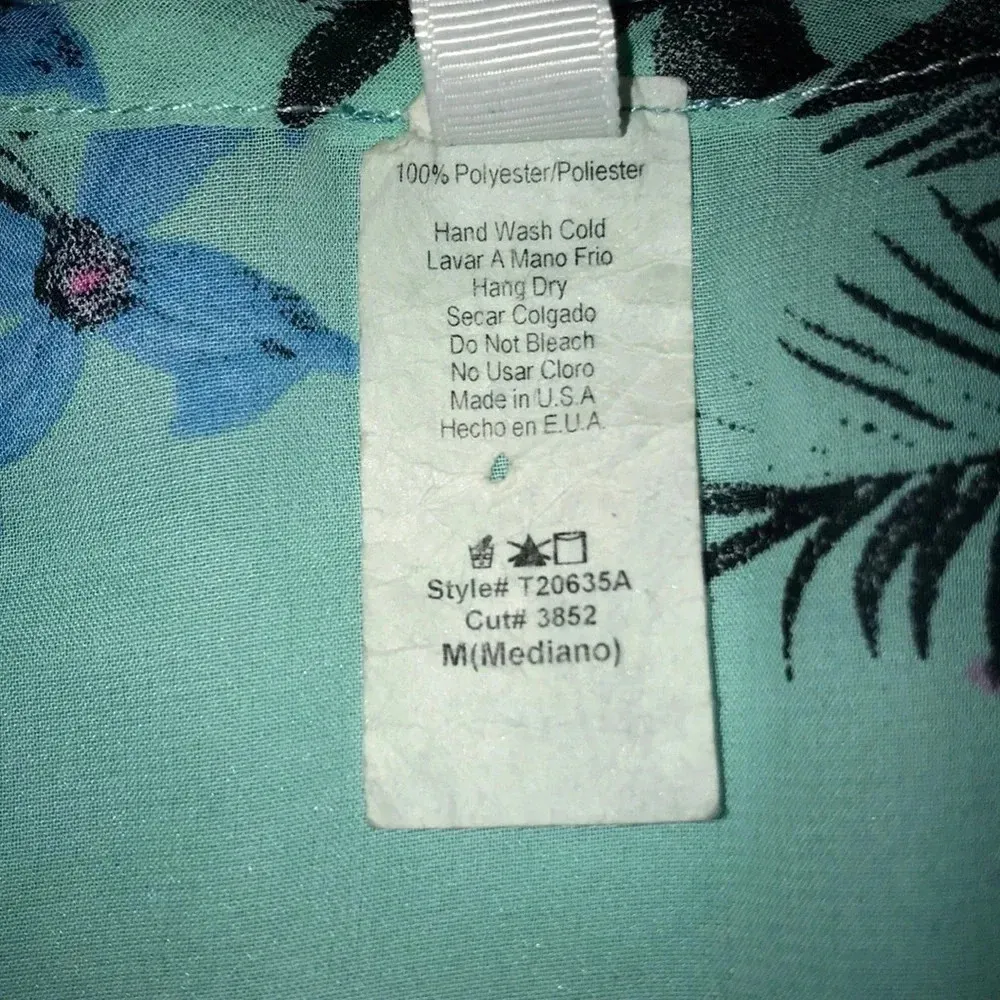 100% Polyester/Poliester
Hand Wash Cold
Lavar A Mano Frio
Hang Dry
Secar Colgado
Do Not Bleach
No Usar Cloro
Made in U.S.A
Hecho en E.U.A.
Style# T20635A
Cut# 3852
M(Mediano)